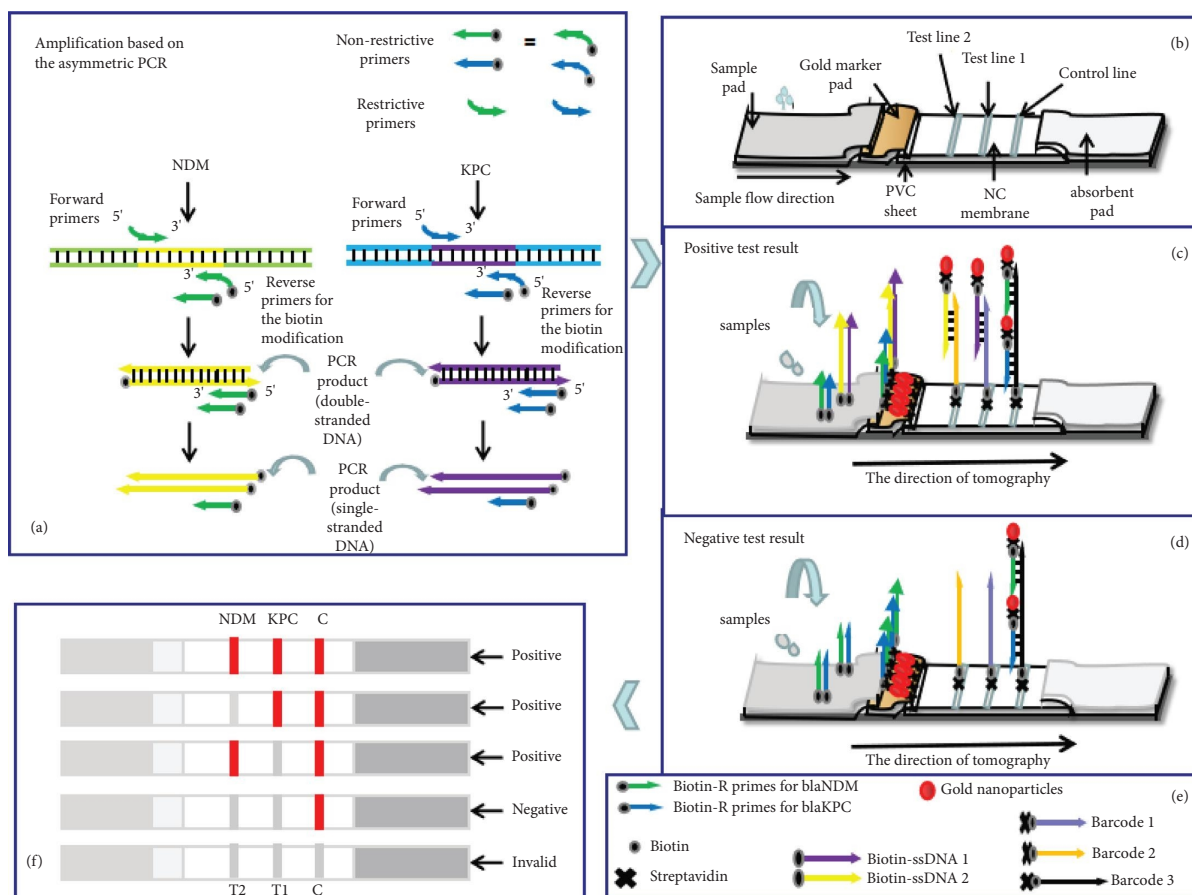 Amplification based on
the asymmetric PCR
Non-restrictive
primers
=
Restrictive
primers
NDM
KPC
Forward
primers
5'
3'
Forward
primers
5'
3'
3'
5'
Reverse
primers for
the biotin
modification
3'
5'
Reverse
primers for
the biotin
modification
PCR
product
(double-
stranded
DNA)
3'
5'
3'
5'
PCR
product
(single-
stranded
DNA)
(a)
(b)
Test line 2
Test line 1
Gold marker
pad
Control line
Sample
pad
Sample flow direction
PVC
sheet
NC
membrane
absorbent
pad
Positive test result
(c)
samples
The direction of tomography
Negative test result
(d)
samples
The direction of tomography
Biotin-R primes for blaNDM
Biotin-R primes for blaKPC
Gold nanoparticles
(e)
Biotin
Streptavidin
Biotin-ssDNA 1
Biotin-ssDNA 2
Barcode 1
Barcode 2
Barcode 3
NDM KPC C
Positive
Positive
Positive
Negative
Invalid
T2 T1 C
(f)